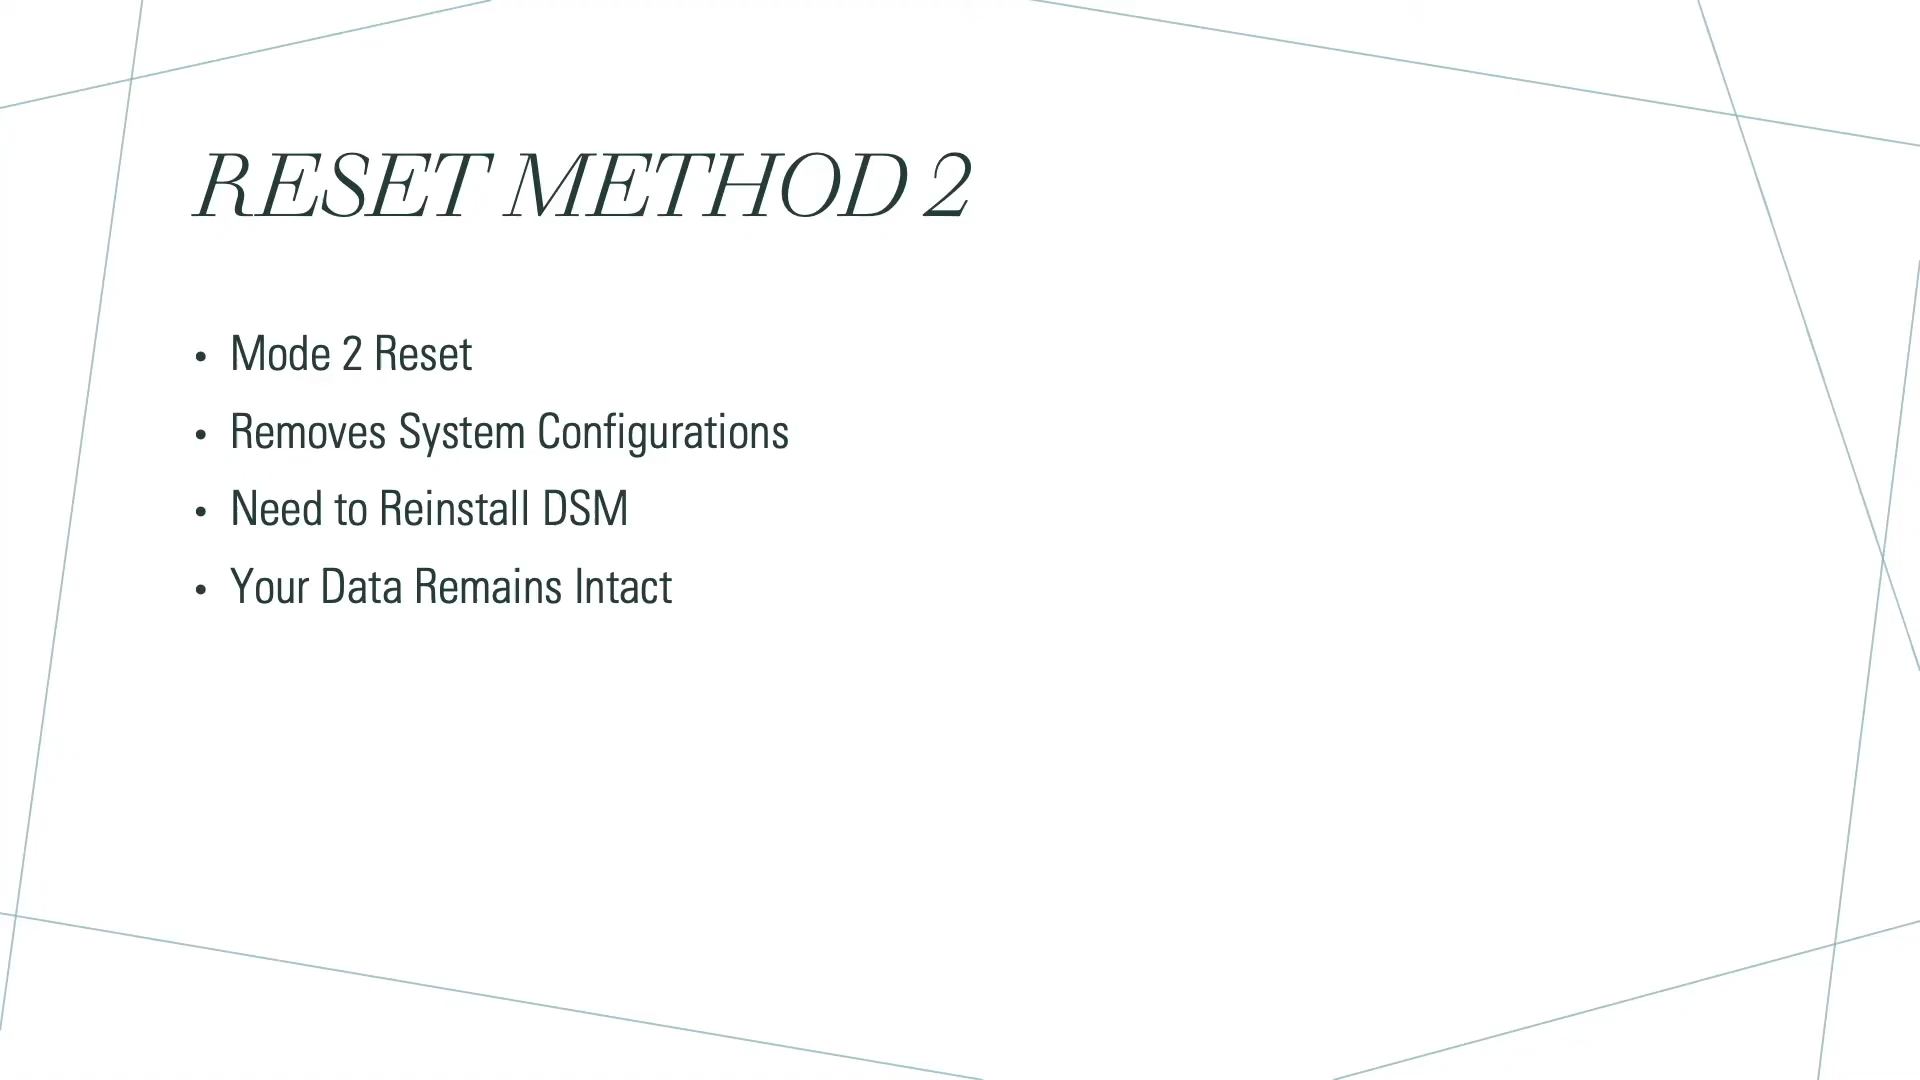 RESET METHOD 2
• Mode 2 Reset
• Removes System Configurations
• Need to Reinstall DSM
• Your Data Remains Intact